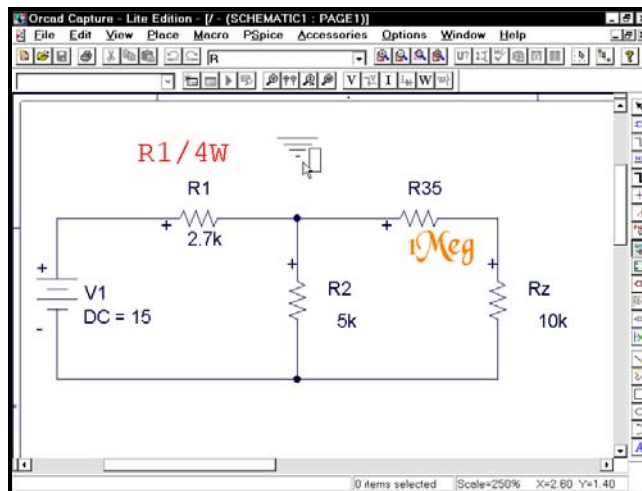 Orcad Capture - Lite Edition - [/ - (SCHEMATIC1 : PAGE1)]
File Edit View Place Macro PSpice Accessories Options Window Help
R
V I W
R1/4W
R1
R35
+
2.7k
+
1Meg
+
V1
DC = 15
-
+
R2
5k
+
Rz
10k
0 items selected Scale=250% X=2.60 Y=1.40